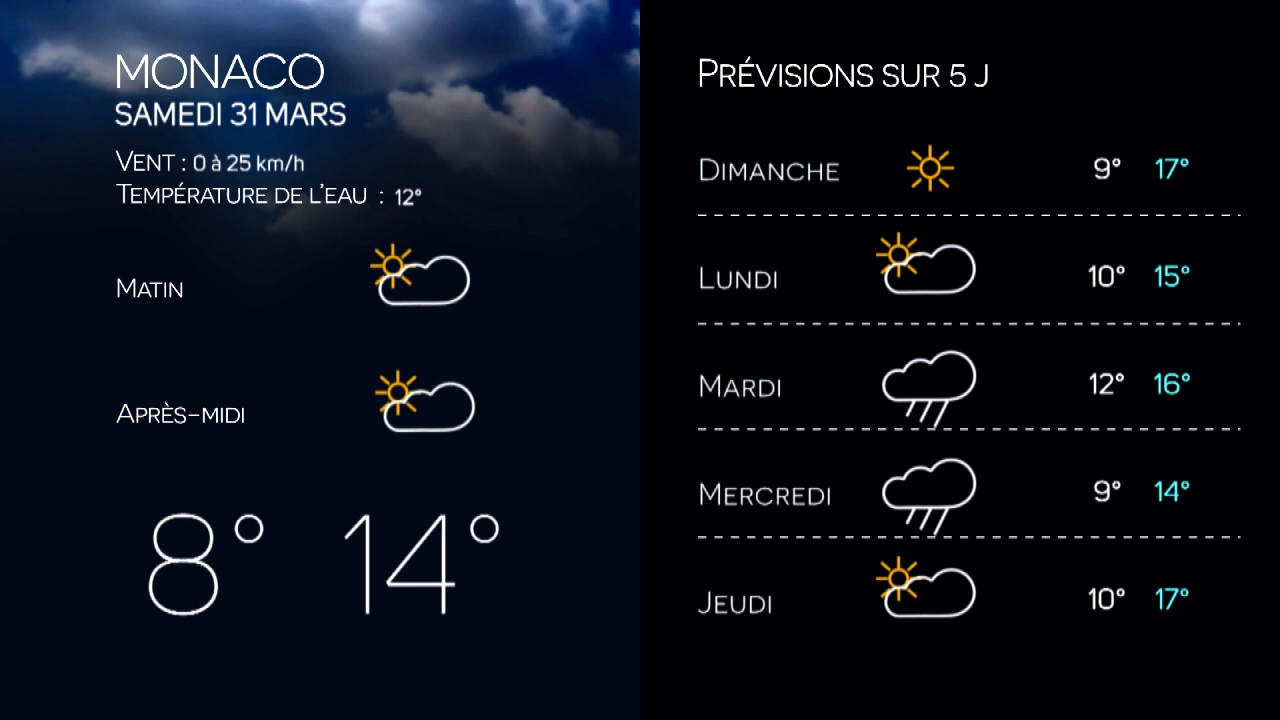 MONACO
SAMEDI 31 MARS
VENT : 0 à 25 km/h
TEMPÉRATURE DE L'EAU : 12°
MATIN
APRÈS-MIDI
8° 14°
PRÉVISIONS SUR 5 J
DIMANCHE 9° 17°
LUNDI 10° 15°
MARDI 12° 16°
MERCREDI 9° 14°
JEUDI 10° 17°